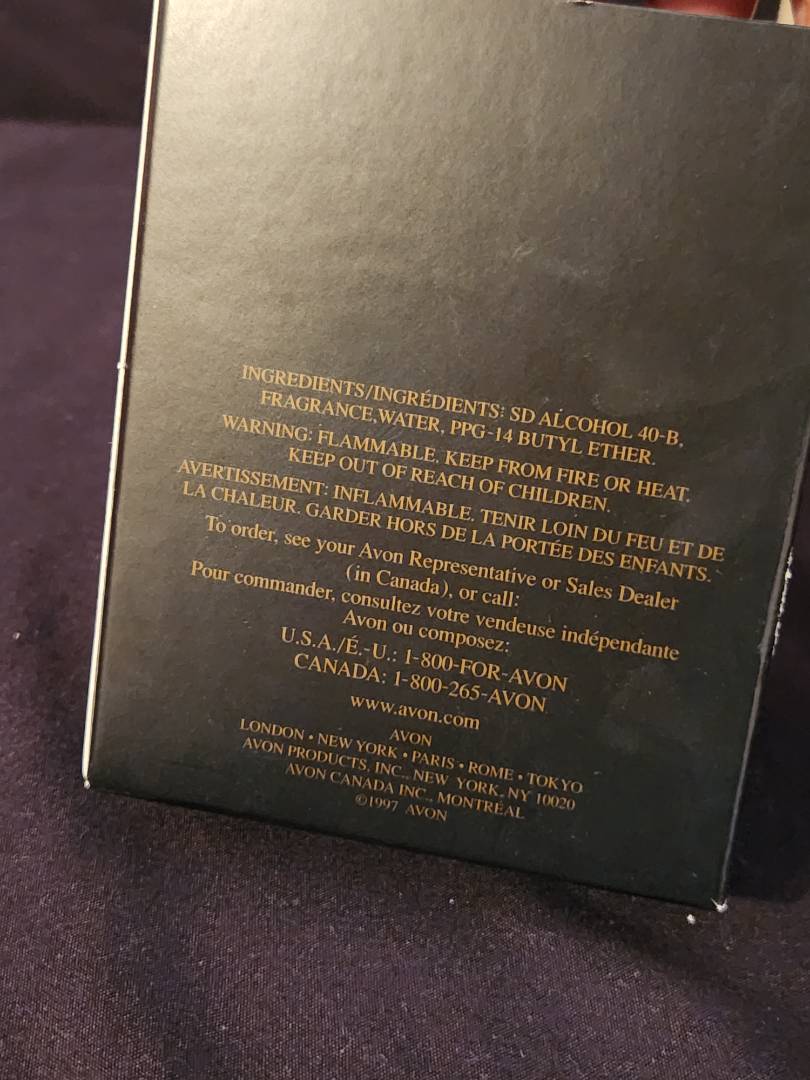 INGREDIENTS/INGRÉDIENTS: SD ALCOHOL 40-B,
FRAGRANCE,WATER, PPG-14 BUTYL ETHER.
WARNING: FLAMMABLE. KEEP FROM FIRE OR HEAT.
KEEP OUT OF REACH OF CHILDREN.
AVERTISSEMENT: INFLAMMABLE. TENIR LOIN DU FEU ET DE
LA CHALEUR. GARDER HORS DE LA PORTÉE DES ENFANTS.
To order, see your Avon Representative or Sales Dealer
(in Canada), or call:
Pour commander, consultez votre vendeuse indépendante
Avon ou composez:
U.S.A./É.-U.: 1-800-FOR-AVON
CANADA: 1-800-265-AVON
www.avon.com
AVON
LONDON • NEW YORK • PARIS • ROME • TOKYO
AVON PRODUCTS, INC., NEW YORK, NY 10020
AVON CANADA INC., MONTRÉAL
©1997 AVON